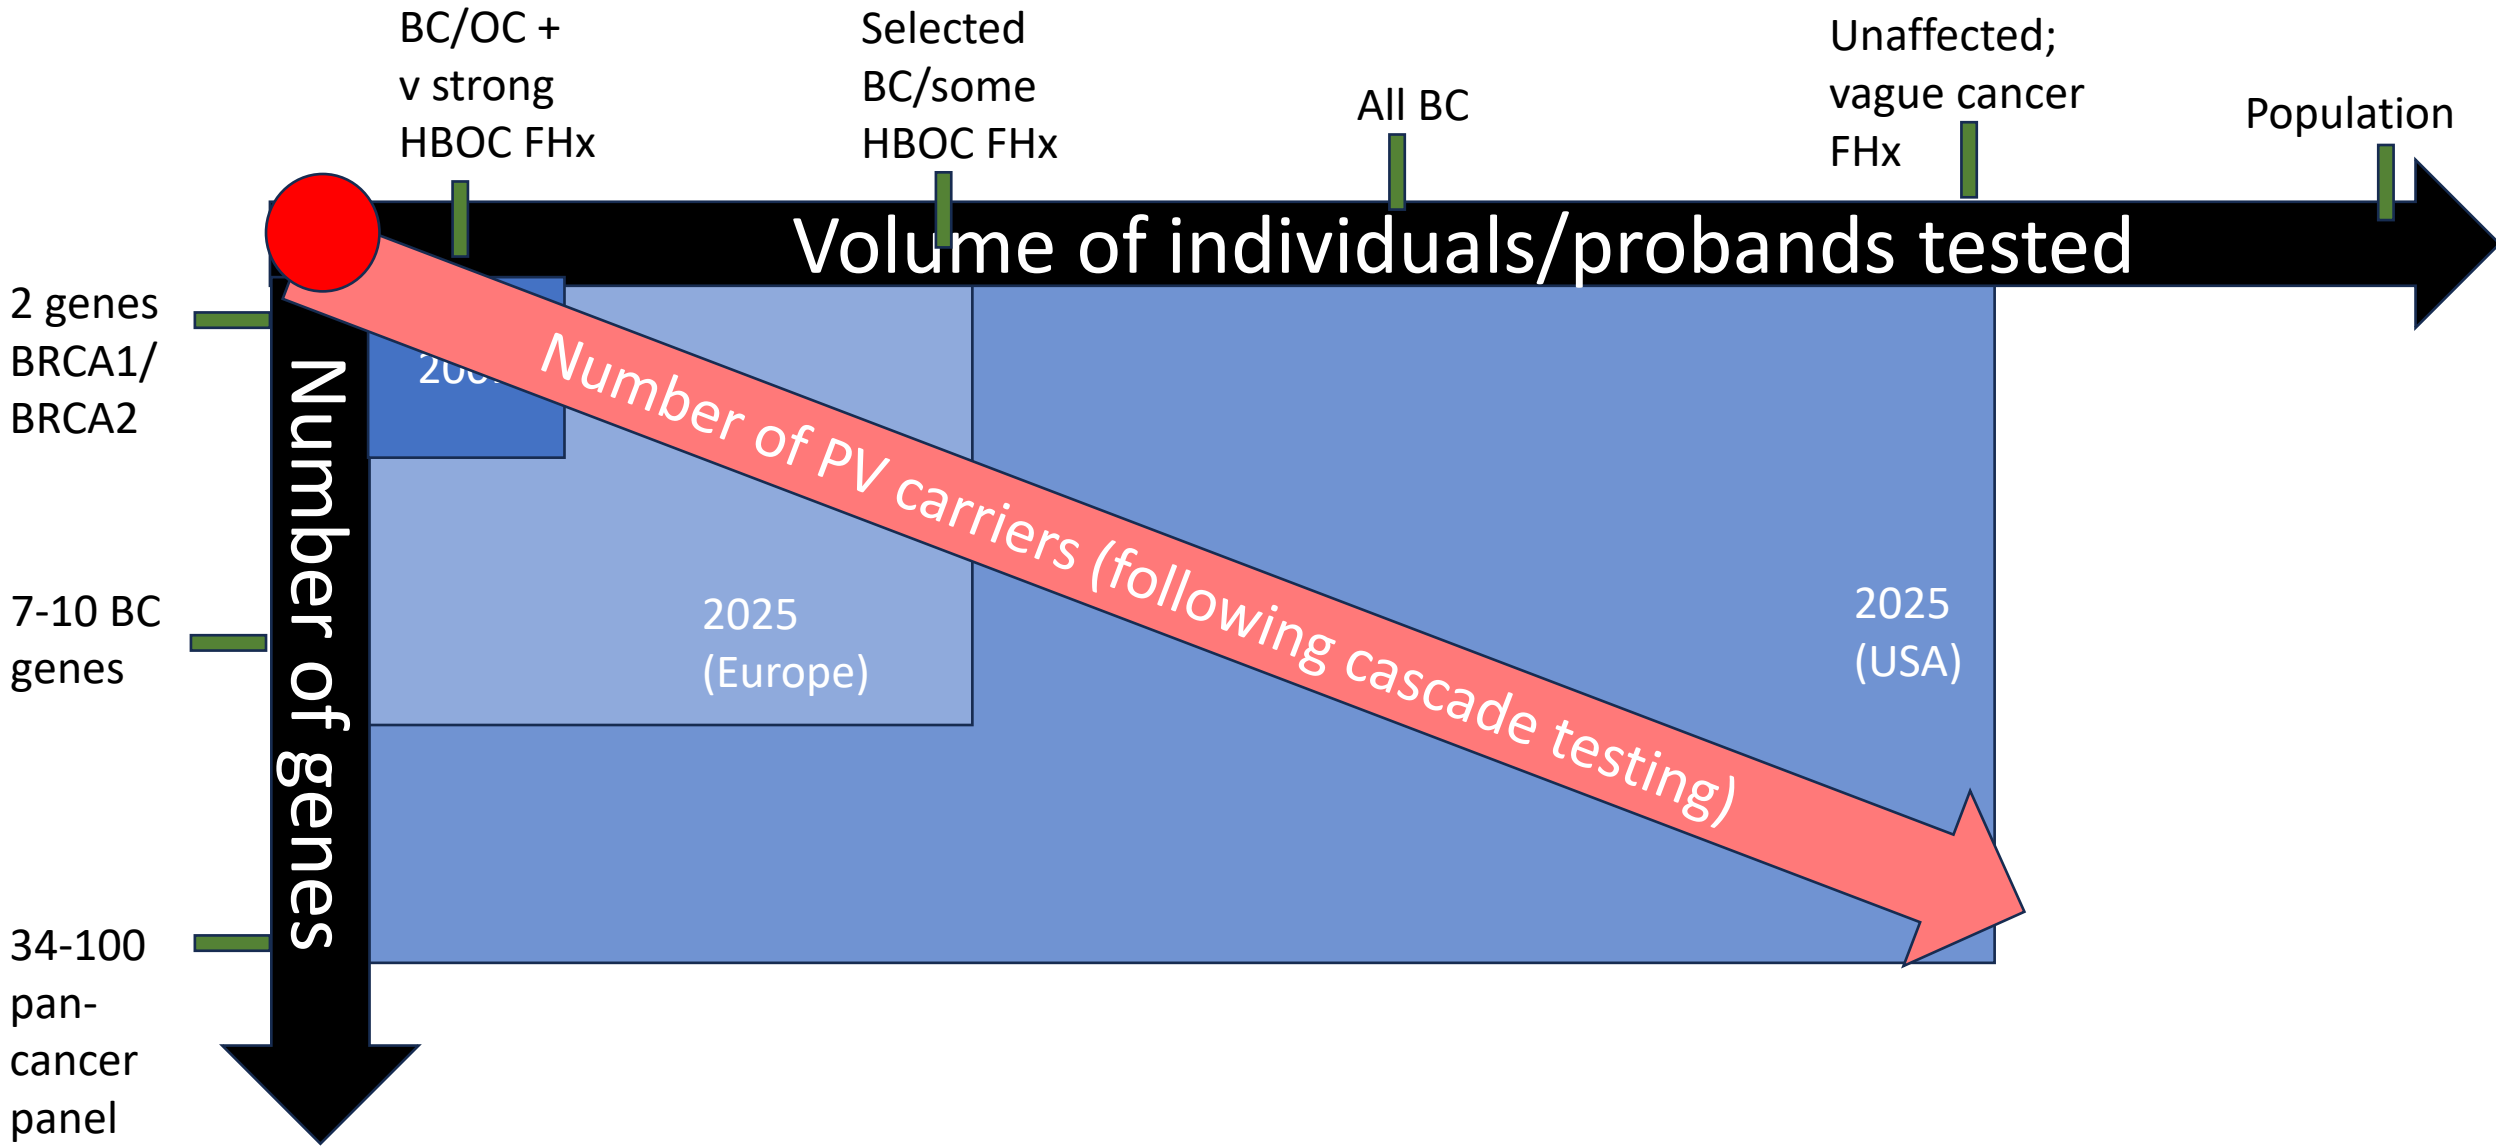 BC/OC +
v strong
HBOC FHx
Selected
BC/some
HBOC FHx
All BC
Unaffected;
vague cancer
FHx
Population
Volume of individuals/probands tested
2 genes
BRCA1/
BRCA2
7-10 BC
genes
34-100
pan-
cancer
panel
Number of genes
Number of PV carriers (following cascade testing)
2025
(Europe)
2025
(USA)